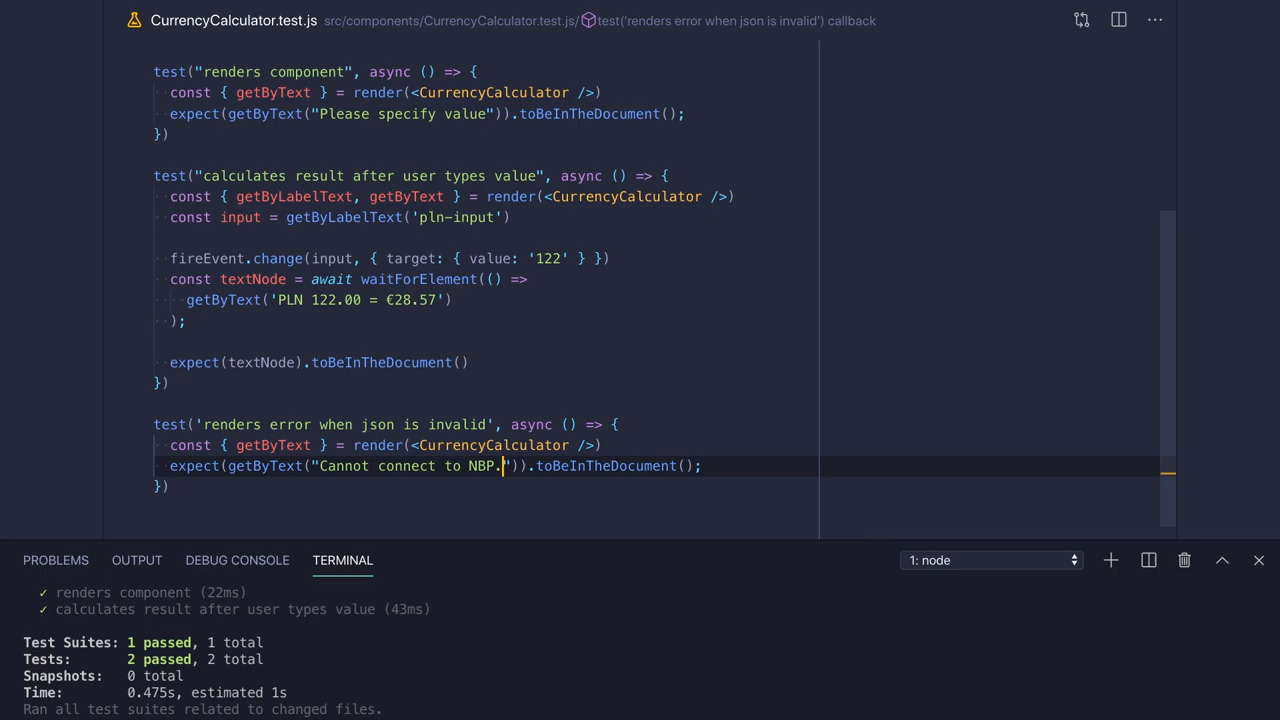 CurrencyCalculator.test.js src/components/CurrencyCalculator.test.js/ test('renders error when json is invalid') callback
test("renders component", async () => {
const { getByText } = render(<CurrencyCalculator />)
expect(getByText("Please specify value")).toBeInTheDocument();
})
test("calculates result after user types value", async () => {
const { getByLabelText, getByText } = render(<CurrencyCalculator />)
const input = getByLabelText('pln-input')
fireEvent.change(input, { target: { value: '122' } })
const textNode = await waitForElement(() =>
getByText('PLN 122.00 = €28.57')
);
expect(textNode).toBeInTheDocument()
})
test('renders error when json is invalid', async () => {
const { getByText } = render(<CurrencyCalculator />)
expect(getByText("Cannot connect to NBP.")).toBeInTheDocument();
})
PROBLEMS OUTPUT DEBUG CONSOLE TERMINAL 1: node
✓ renders component (22ms)
✓ calculates result after user types value (43ms)
Test Suites: 1 passed, 1 total
Tests: 2 passed, 2 total
Snapshots: 0 total
Time: 0.475s, estimated 1s
Ran all test suites related to changed files.